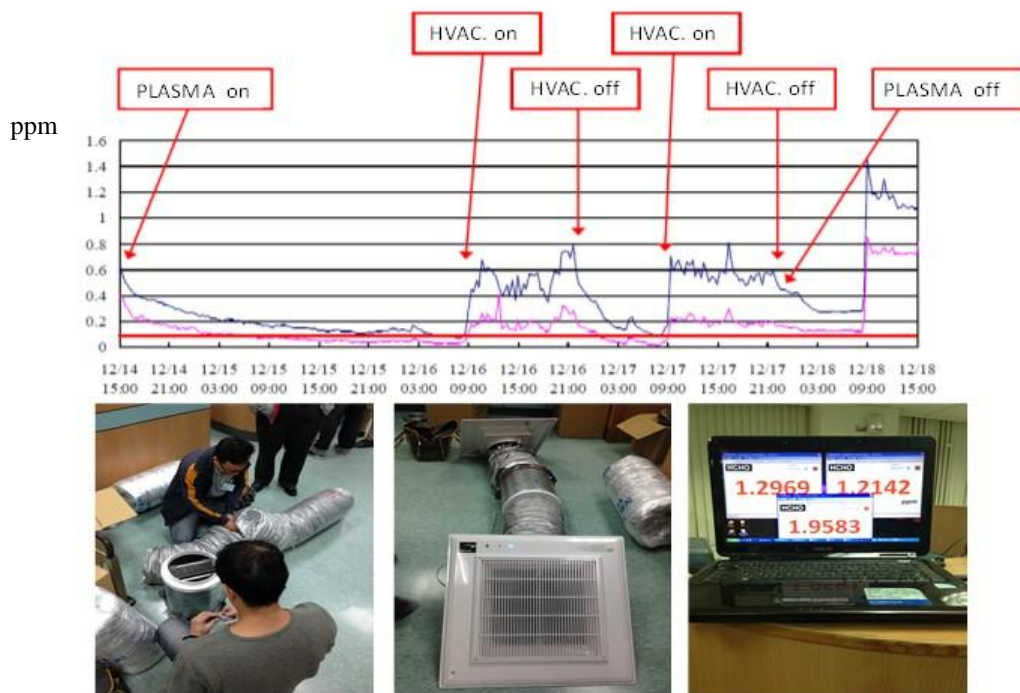 HVAC. on
HVAC. on
PLASMA on
HVAC. off
HVAC. off
PLASMA off
ppm
1.6
1.4
1.2
1
0.8
0.6
0.4
0.2
0
12/14 12/14 12/15 12/15 12/15 12/15 12/16 12/16 12/16 12/16 12/17 12/17 12/17 12/17 12/18 12/18 12/18
15:00 21:00 03:00 09:00 15:00 21:00 03:00 09:00 15:00 21:00 03:00 09:00 15:00 21:00 03:00 09:00 15:00
HCHO
HCHO
1.2969
1.2142
HCHO
ppm
1.9583